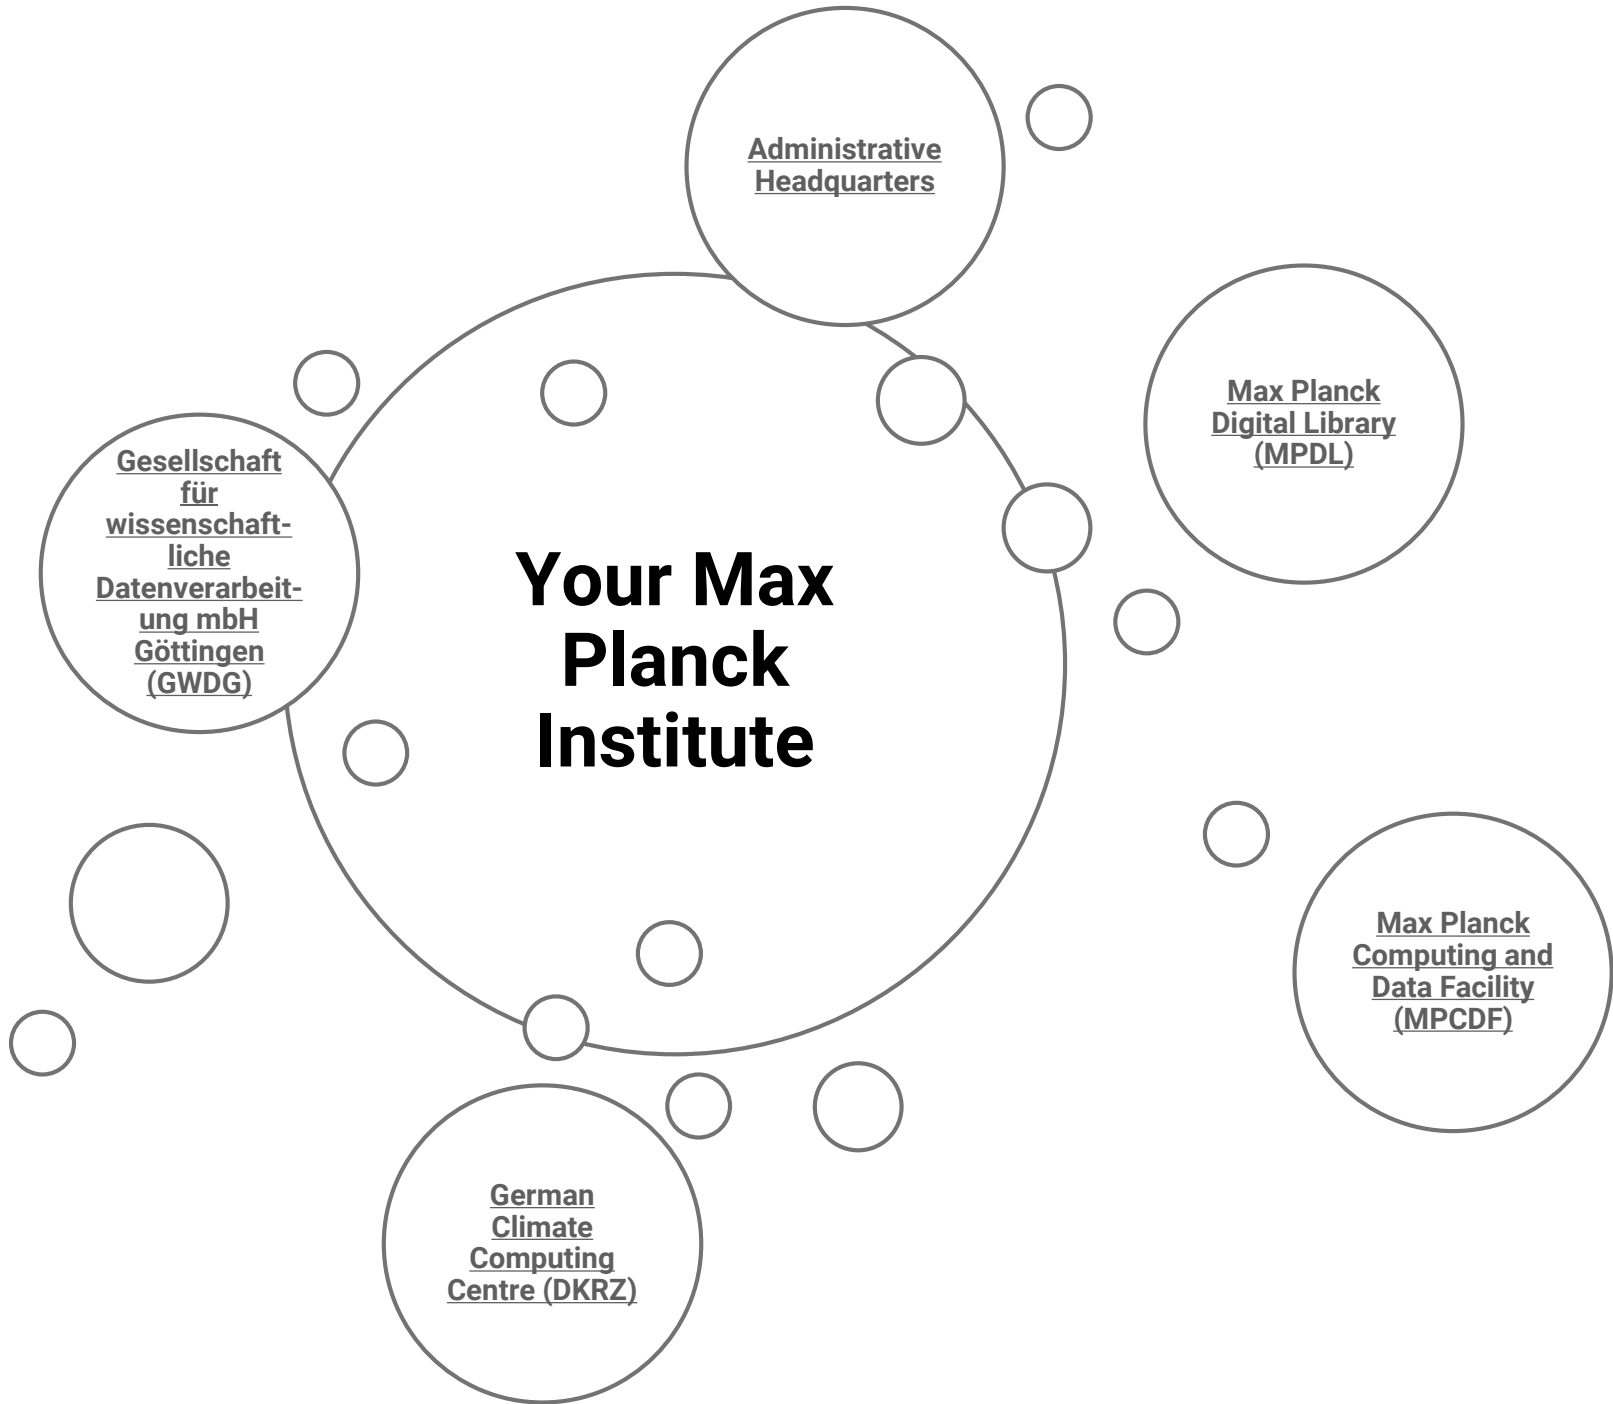 Administrative
Headquarters
Max Planck
Digital Library
(MPDL)
Gesellschaft
für
wissenschaft-
liche
Datenverarbeit-
ung mbH
Göttingen
(GWDG)
Your Max
Planck
Institute
Max Planck
Computing and
Data Facility
(MPCDF)
German
Climate
Computing
Centre (DKRZ)